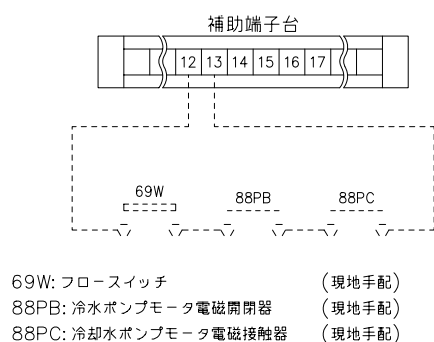 補助端子台
12 13 14 15 16 17
69W 88PB 88PC
69W: フロースイッチ (現地手配)
88PB: 冷水ポンプモータ電磁開閉器 (現地手配)
88PC: 冷却水ポンプモータ電磁接触器 (現地手配)